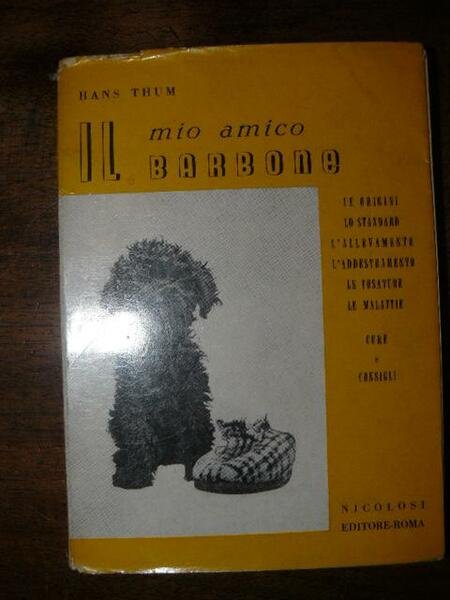 HANS THUM
IL mio amico
BARBONE
LE ORIGINI
LO STANDARD
L'ALLEVAMENTO
L'ADDESTRAMENTO
LE TOSATURE
LE MALATTIE
CURE
e
CONSIGLI
NICOLOSI
EDITORE-ROMA